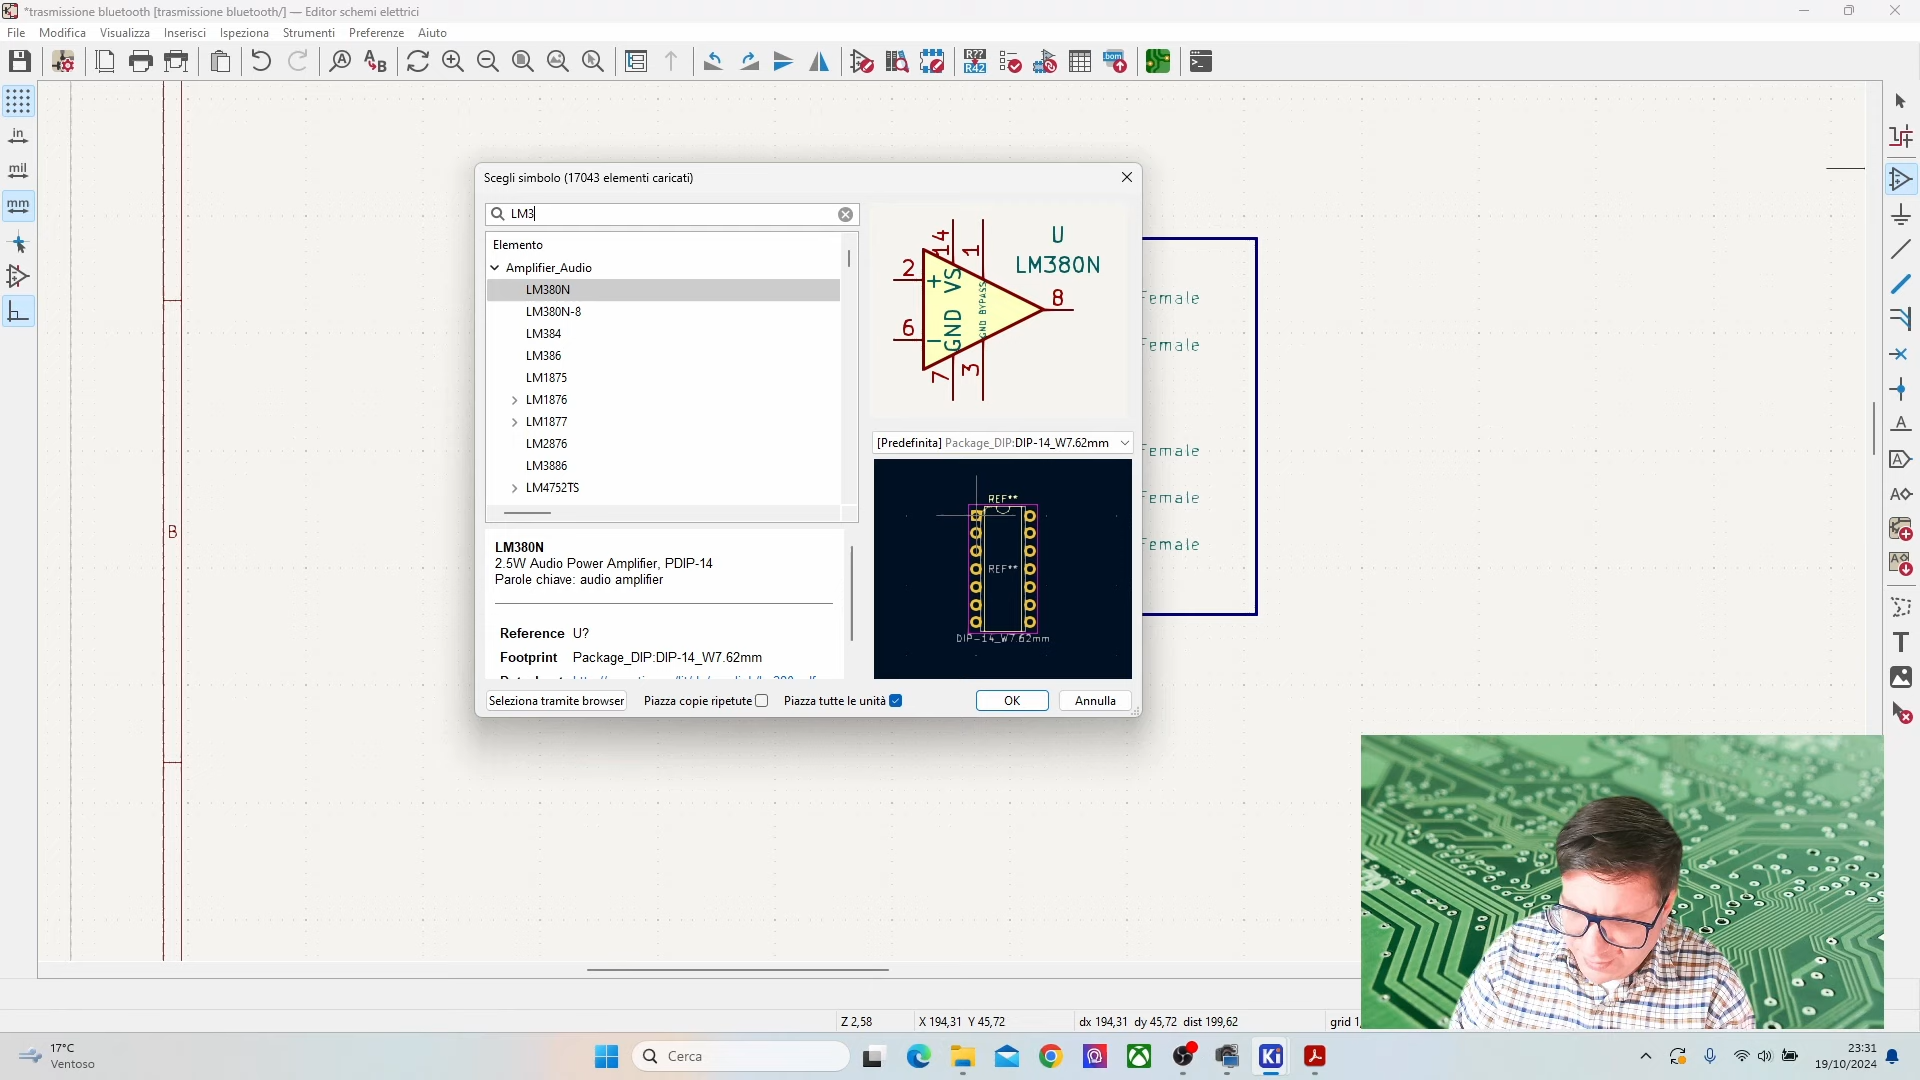 *trasmissione bluetooth [trasmissione bluetooth/] — Editor schemi elettrici
File Modifica Visualizza Inserisci Ispeziona Strumenti Preferenze Aiuto
in
mil
mm
B
Scegli simbolo (17043 elementi caricati)
LM3
Elemento
Amplifier_Audio
LM380N
LM380N-8
LM384
LM386
LM1875
LM1876
LM1877
LM2876
LM3886
LM4752TS
LM380N
2.5W Audio Power Amplifier, PDIP-14
Parole chiave: audio amplifier
Reference U?
Footprint Package_DIP:DIP-14_W7.62mm
U
LM380N
14 1
2
+ VS
8
GND BYPASS
6
GND
7 3
[Predefinita] Package_DIP:DIP-14_W7.62mm
REF**
REF**
DIP-14_W7.62mm
Seleziona tramite browser Piazza copie ripetute Piazza tutte le unità OK Annulla
Female
Female
Female
Female
Female
Z 2,58 X 194,31 Y 45,72 dx 194,31 dy 45,72 dist 199,62 grid 1,
17°C
Ventoso
Cerca
23:31
19/10/2024